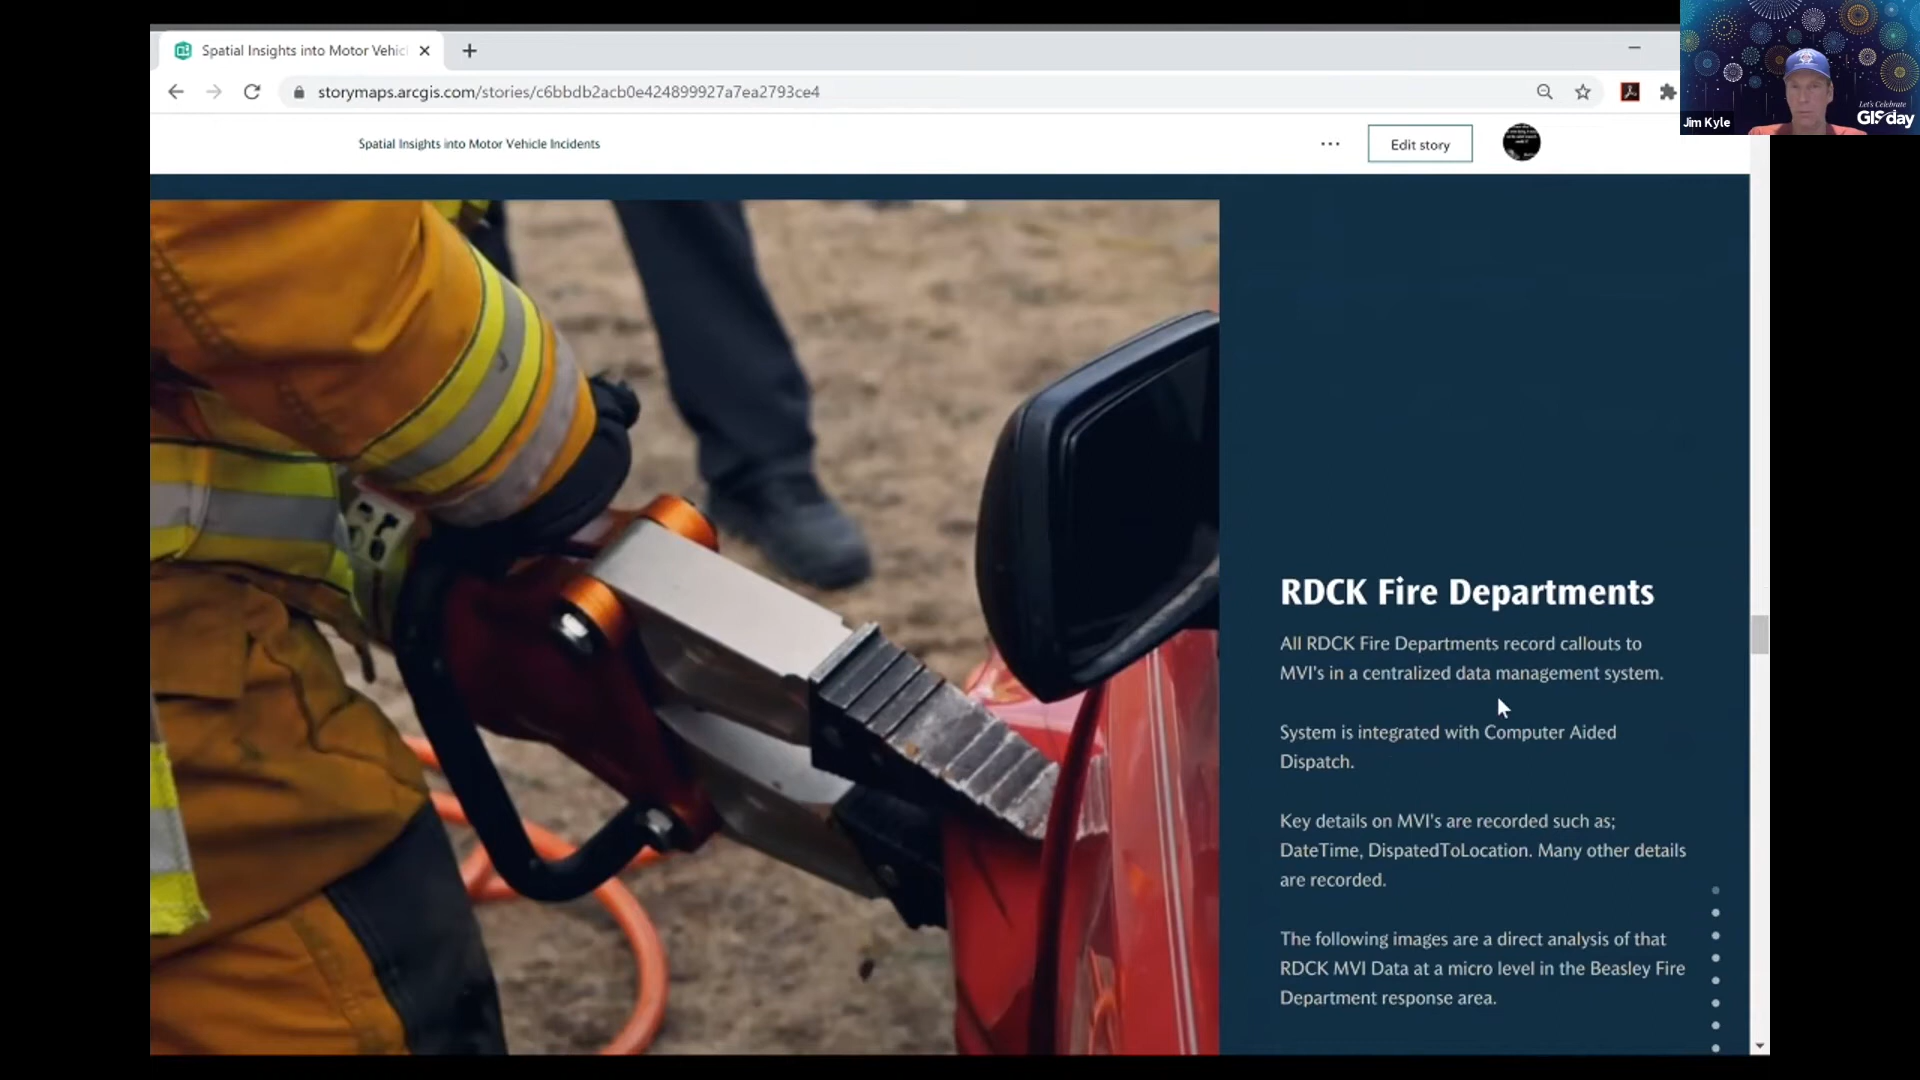 Spatial Insights into Motor Vehic
storymaps.arcgis.com/stories/c6bbdb2acb0e424899927a7ea2793ce4
Jim Kyle
Let's Celebrate
GISday
Spatial Insights into Motor Vehicle Incidents
Edit story
RDCK Fire Departments
All RDCK Fire Departments record callouts to
MVI's in a centralized data management system.
System is integrated with Computer Aided
Dispatch.
Key details on MVI's are recorded such as;
DateTime, DispatedToLocation. Many other details
are recorded.
The following images are a direct analysis of that
RDCK MVI Data at a micro level in the Beasley Fire
Department response area.